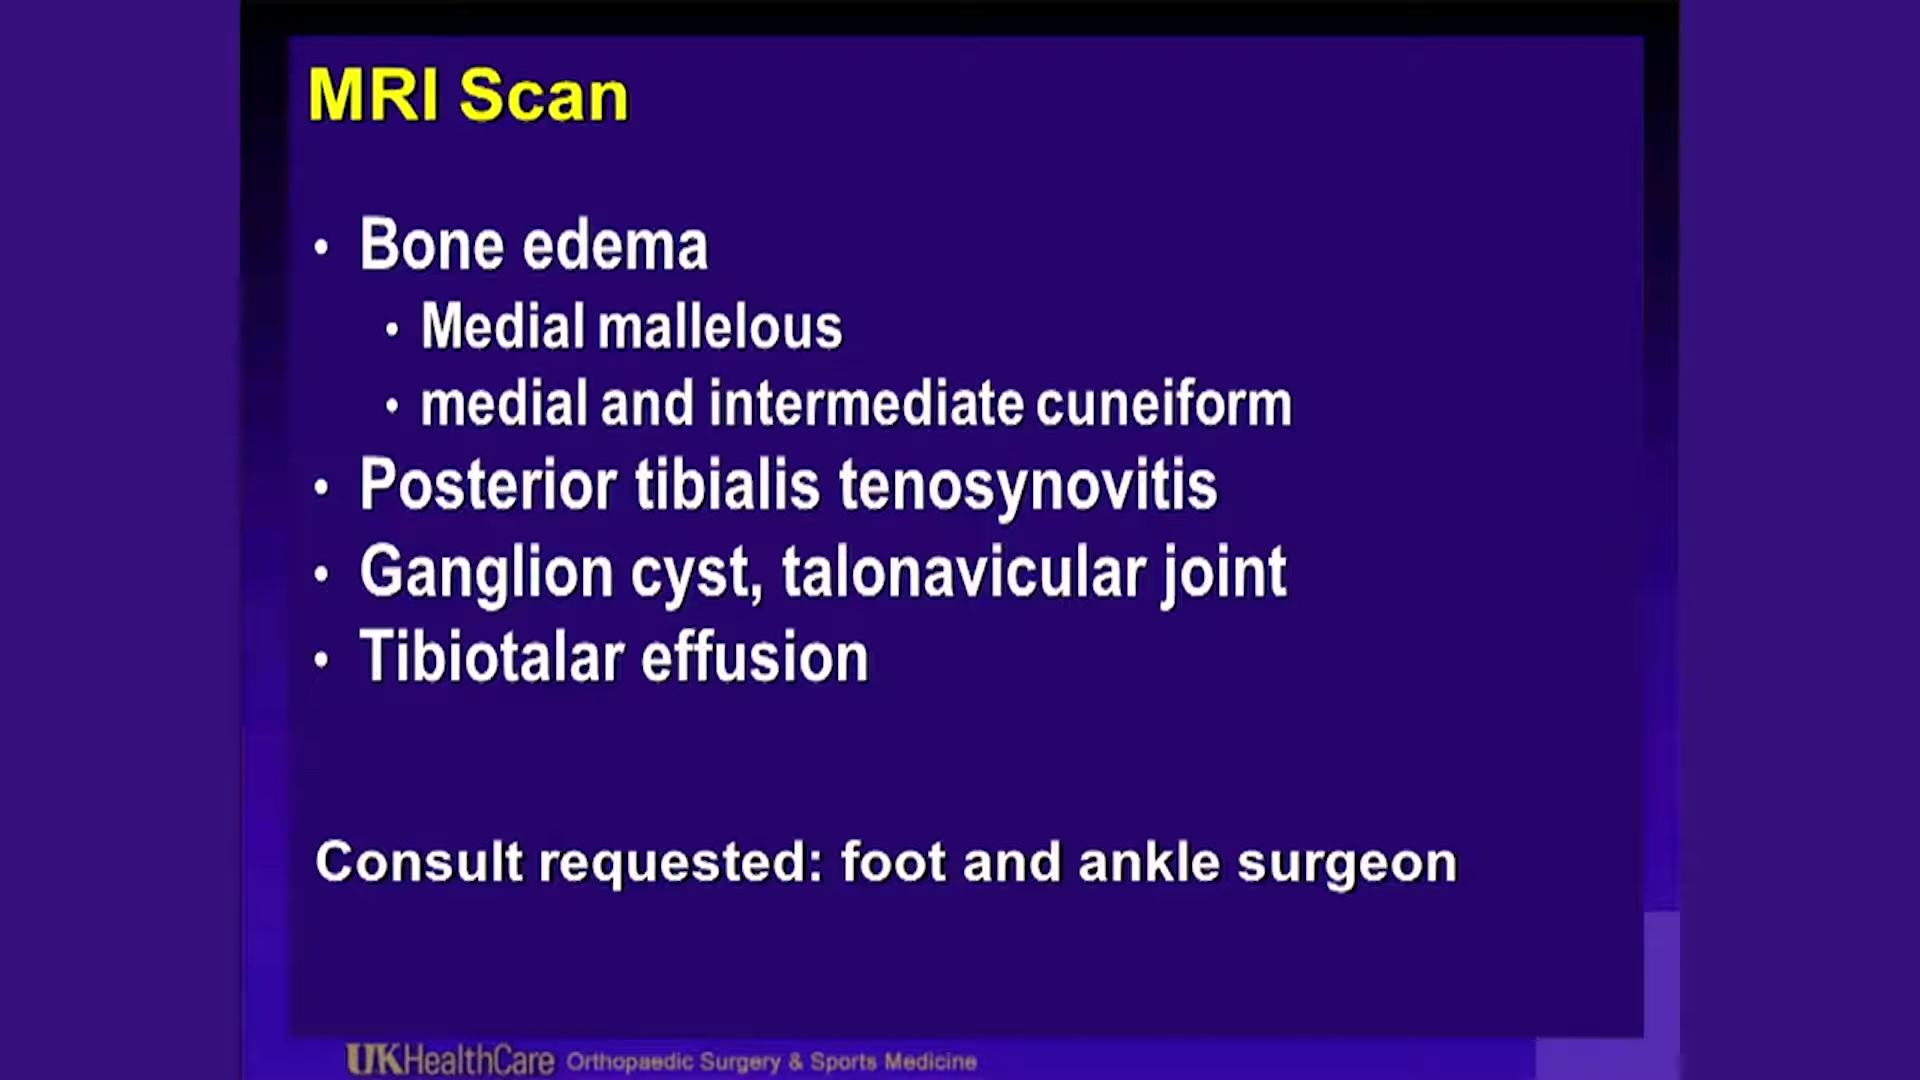 MRI Scan
• Bone edema
• Medial mallelous
• medial and intermediate cuneiform
• Posterior tibialis tenosynovitis
• Ganglion cyst, talonavicular joint
• Tibiotalar effusion
Consult requested: foot and ankle surgeon
UKHealthCare Orthopaedic Surgery & Sports Medicine